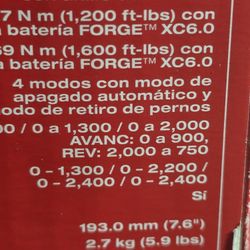 7 N m (1,200 ft-lbs) con
a batería FORGE™ XC6.0
69 N m (1,600 ft-lbs) con
a batería FORGE™ XC6.0
4 modos con modo de
apagado automático y
do de retiro de pernos
00 / 0 a 1,300 / 0 a 2,000
AVANC: 0 a 900,
REV: 2,000 a 750
0 – 1,300 / 0 - 2,200 /
0 – 2,400 / 0 - 2,400
Sí
193.0 mm (7.6")
2.7 kg (5.9 lbs)